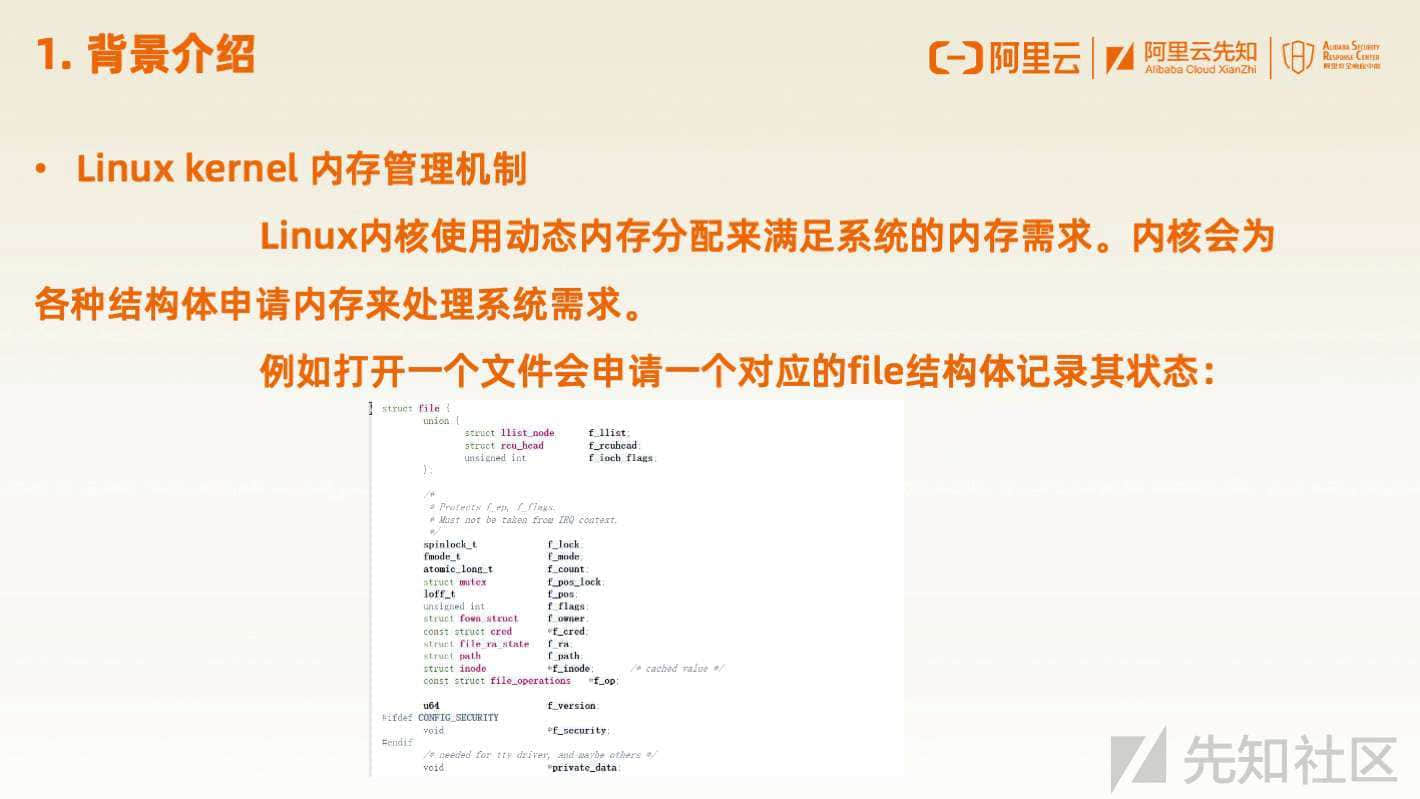 1. 背景介绍
阿里云
阿里云先知
Alibaba Cloud XianZhi
ALIBABA SECURITY
RESPONSE CENTER
阿里安全响应中心
• Linux kernel 内存管理机制
Linux内核使用动态内存分配来满足系统的内存需求。内核会为
各种结构体申请内存来处理系统需求。
例如打开一个文件会申请一个对应的file结构体记录其状态：
struct file {
union {
struct llist_node f_llist;
struct rcu_head f_rcuhead;
unsigned int f_iocb_flags;
};
/*
* Protects f_ep, f_flags.
* Must not be taken from IRQ context.
*/
spinlock_t f_lock;
fmode_t f_mode;
atomic_long_t f_count;
struct mutex f_pos_lock;
loff_t f_pos;
unsigned int f_flags;
struct fown_struct f_owner;
const struct cred *f_cred;
struct file_ra_state f_ra;
struct path f_path;
struct inode *f_inode; /* cached value */
const struct file_operations *f_op;
u64 f_version;
#ifdef CONFIG_SECURITY
void *f_security;
#endif
/* needed for tty driver, and maybe others */
void *private_data;
先知社区